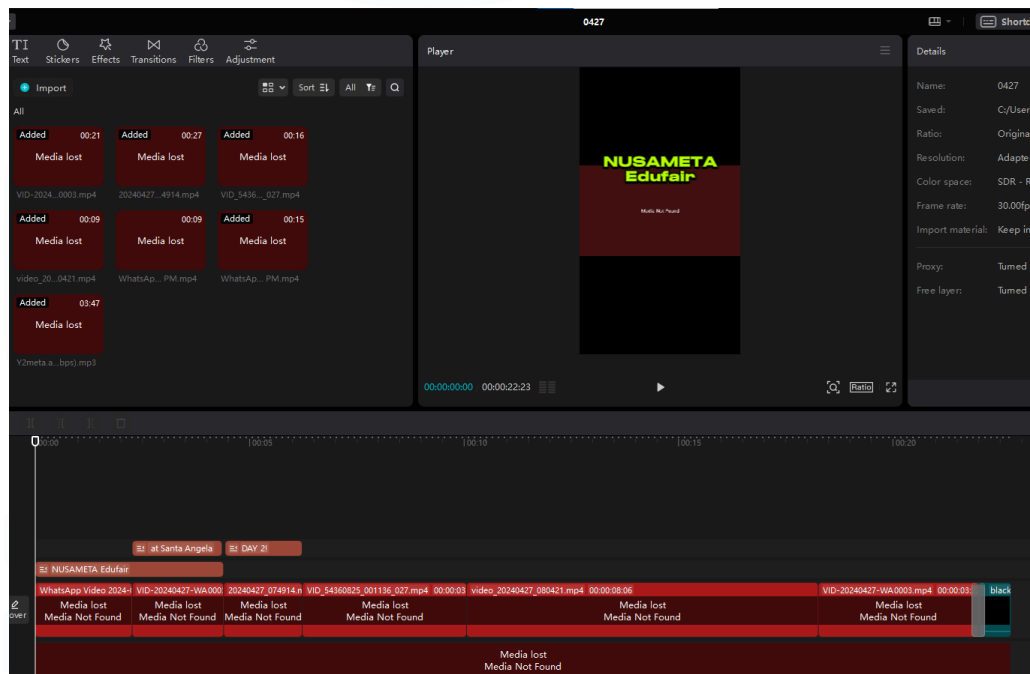 0427
Shortc
TI
Text Stickers Effects Transitions Filters Adjustment
Import
Sort All
All
Added 00:21
Media lost
VID-2024...0003.mp4
Added 00:27
Media lost
20240427...4914.mp4
Added 00:16
Media lost
VID_5436..._027.mp4
Added 00:09
Media lost
video_20...0421.mp4
00:09
Media lost
WhatsAp... PM.mp4
Added 00:15
Media lost
WhatsAp... PM.mp4
Added 03:47
Media lost
Y2meta.a...bps).mp3
Player
NUSAMETA
Edufair
Media Not Found
00:00:00:00 00:00:22:23
Ratio
Details
Name: 0427
Saved: C:/User
Ratio: Origina
Resolution: Adapte
Color space: SDR - R
Frame rate: 30.00fp
Import material: Keep in
Proxy: Turned
Free layer: Turned
00:00 00:05 00:10 00:15 00:20
at Santa Angela DAY 2!
NUSAMETA Edufair
over
WhatsApp Video 2024-
Media lost
Media Not Found
VID-20240427-WA000
Media lost
Media Not Found
20240427_074914.n
Media lost
Media Not Found
VID_54360825_001136_027.mp4 00:00:03
Media lost
Media Not Found
video_20240427_080421.mp4 00:00:08:06
Media lost
Media Not Found
VID-20240427-WA0003.mp4 00:00:03:
Media lost
Media Not Found
black
Media lost
Media Not Found